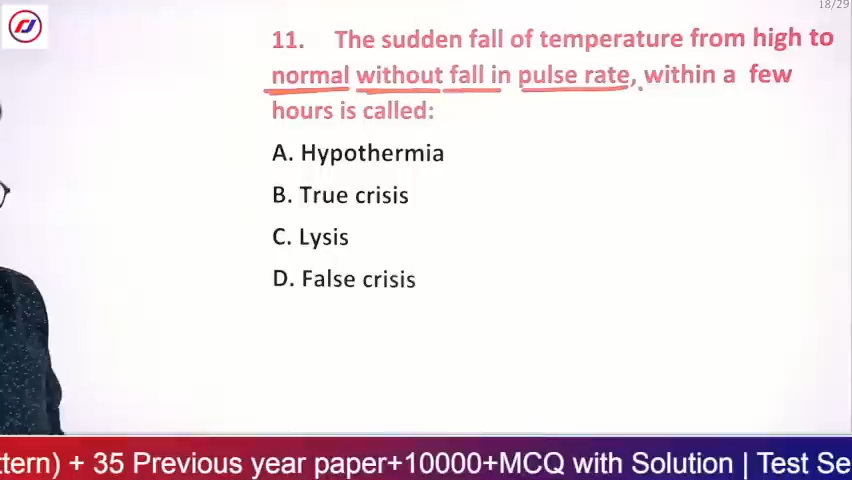 18/29
11. The sudden fall of temperature from high to
normal without fall in pulse rate, within a few
hours is called:
A. Hypothermia
B. True crisis
C. Lysis
D. False crisis
ttern) + 35 Previous year paper+10000+MCQ with Solution | Test Se